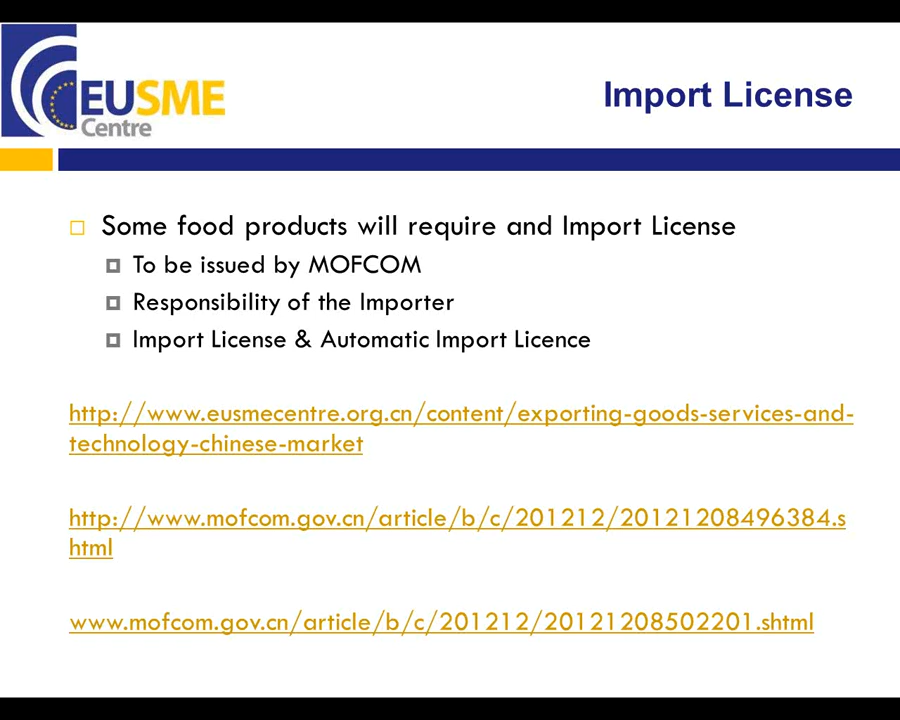 EUSME
Centre
Import License
Some food products will require and Import License
To be issued by MOFCOM
Responsibility of the Importer
Import License & Automatic Import Licence
http://www.eusmecentre.org.cn/content/exporting-goods-services-and-
technology-chinese-market
http://www.mofcom.gov.cn/article/b/c/201212/20121208496384.s
html
www.mofcom.gov.cn/article/b/c/201212/20121208502201.shtml